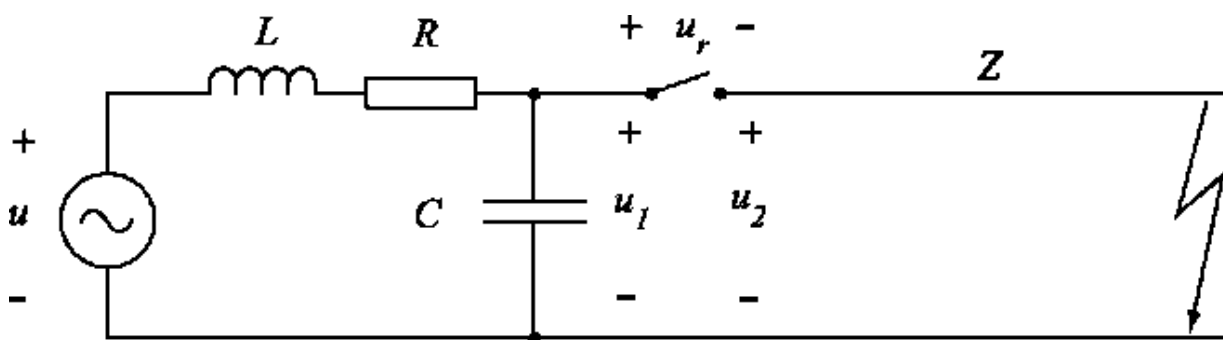 L R + u_r − Z
+ + +
u C u_1 u_2
− − −